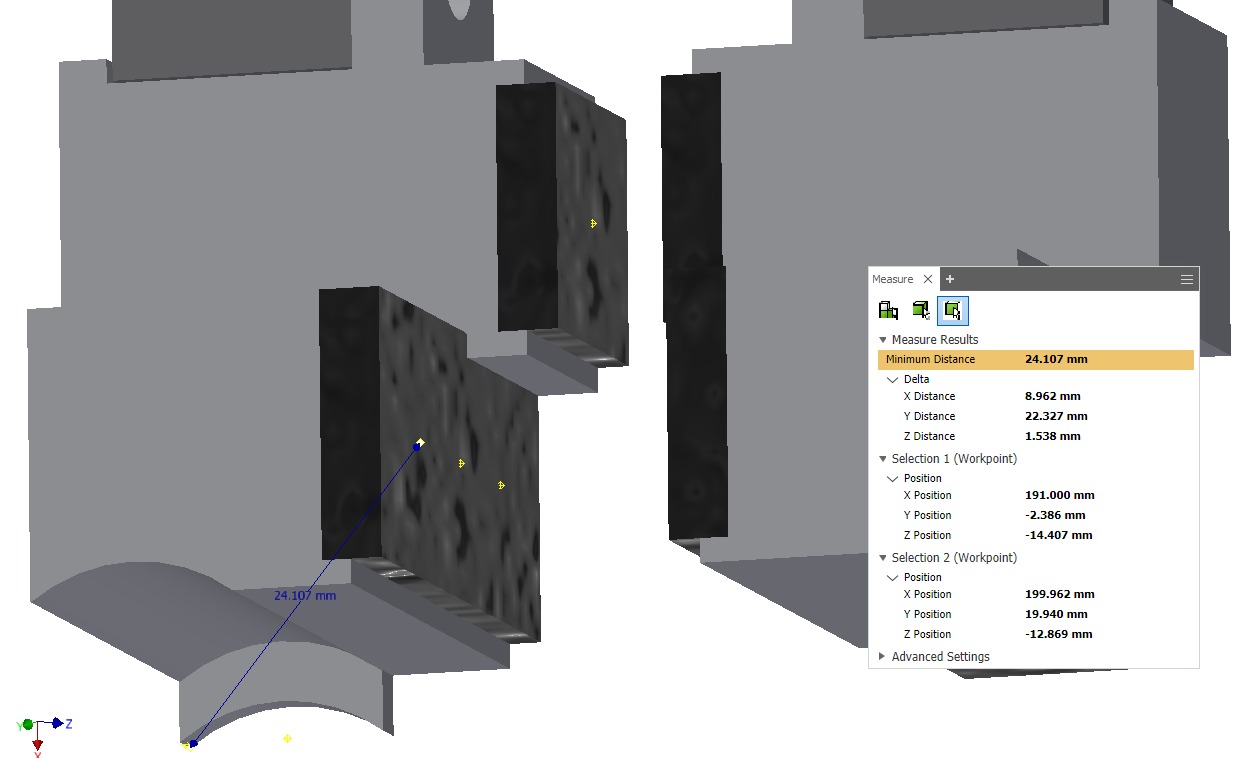 Measure
Measure Results
Minimum Distance 24.107 mm
Delta
X Distance 8.962 mm
Y Distance 22.327 mm
Z Distance 1.538 mm
Selection 1 (Workpoint)
Position
X Position 191.000 mm
Y Position -2.386 mm
Z Position -14.407 mm
Selection 2 (Workpoint)
Position
X Position 199.962 mm
Y Position 19.940 mm
Z Position -12.869 mm
Advanced Settings
24.107 mm
Y
Z
X